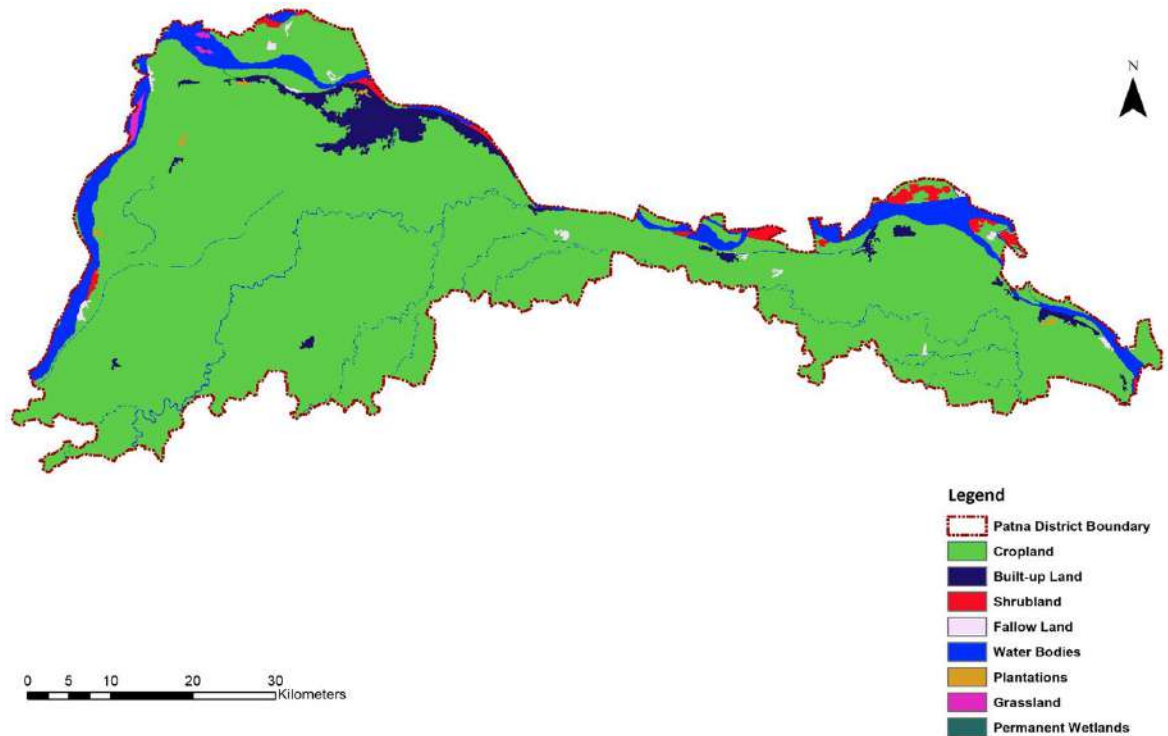 N
Legend
Patna District Boundary
Cropland
Built-up Land
Shrubland
Fallow Land
Water Bodies
Plantations
Grassland
Permanent Wetlands
0 5 10 20 30
Kilometers